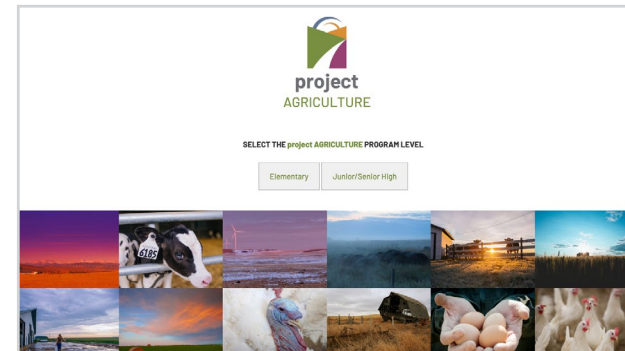 project
AGRICULTURE
SELECT THE project AGRICULTURE PROGRAM LEVEL
Elementary
Junior/Senior High
6185